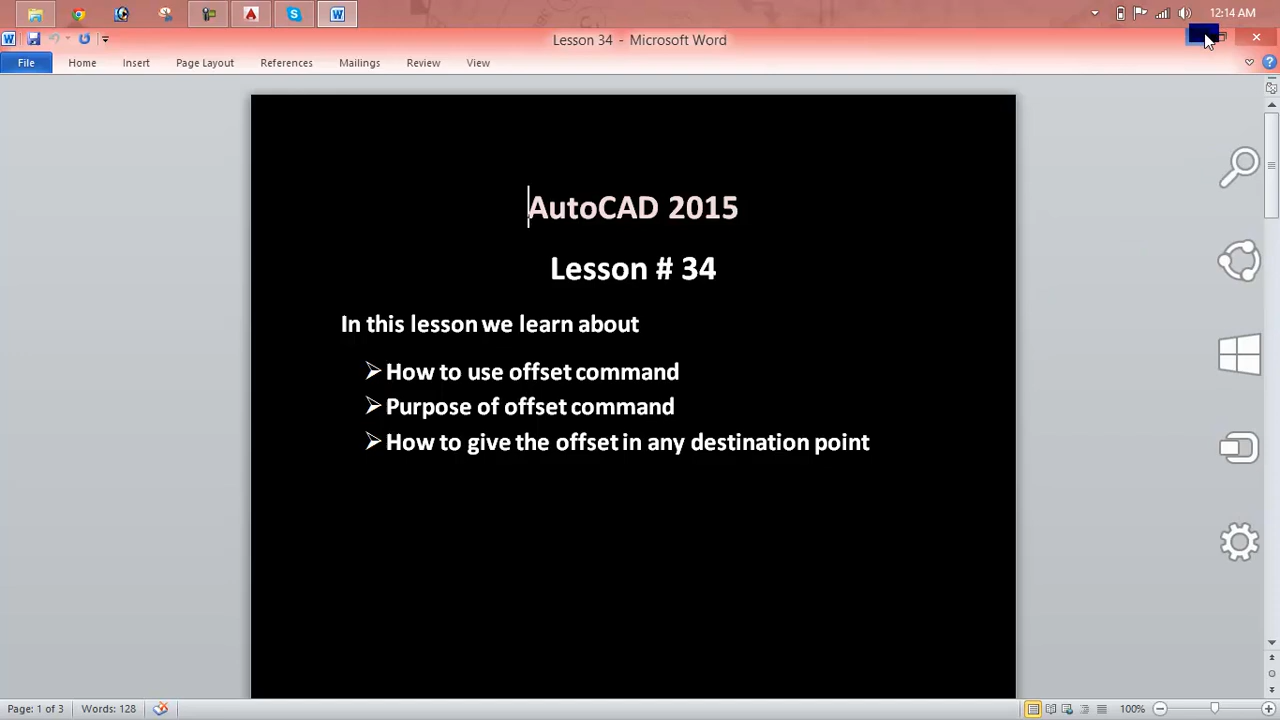 12:14 AM
Lesson 34 - Microsoft Word
File Home Insert Page Layout References Mailings Review View
AutoCAD 2015
Lesson # 34
In this lesson we learn about
How to use offset command
Purpose of offset command
How to give the offset in any destination point
Page: 1 of 3 Words: 128 100%